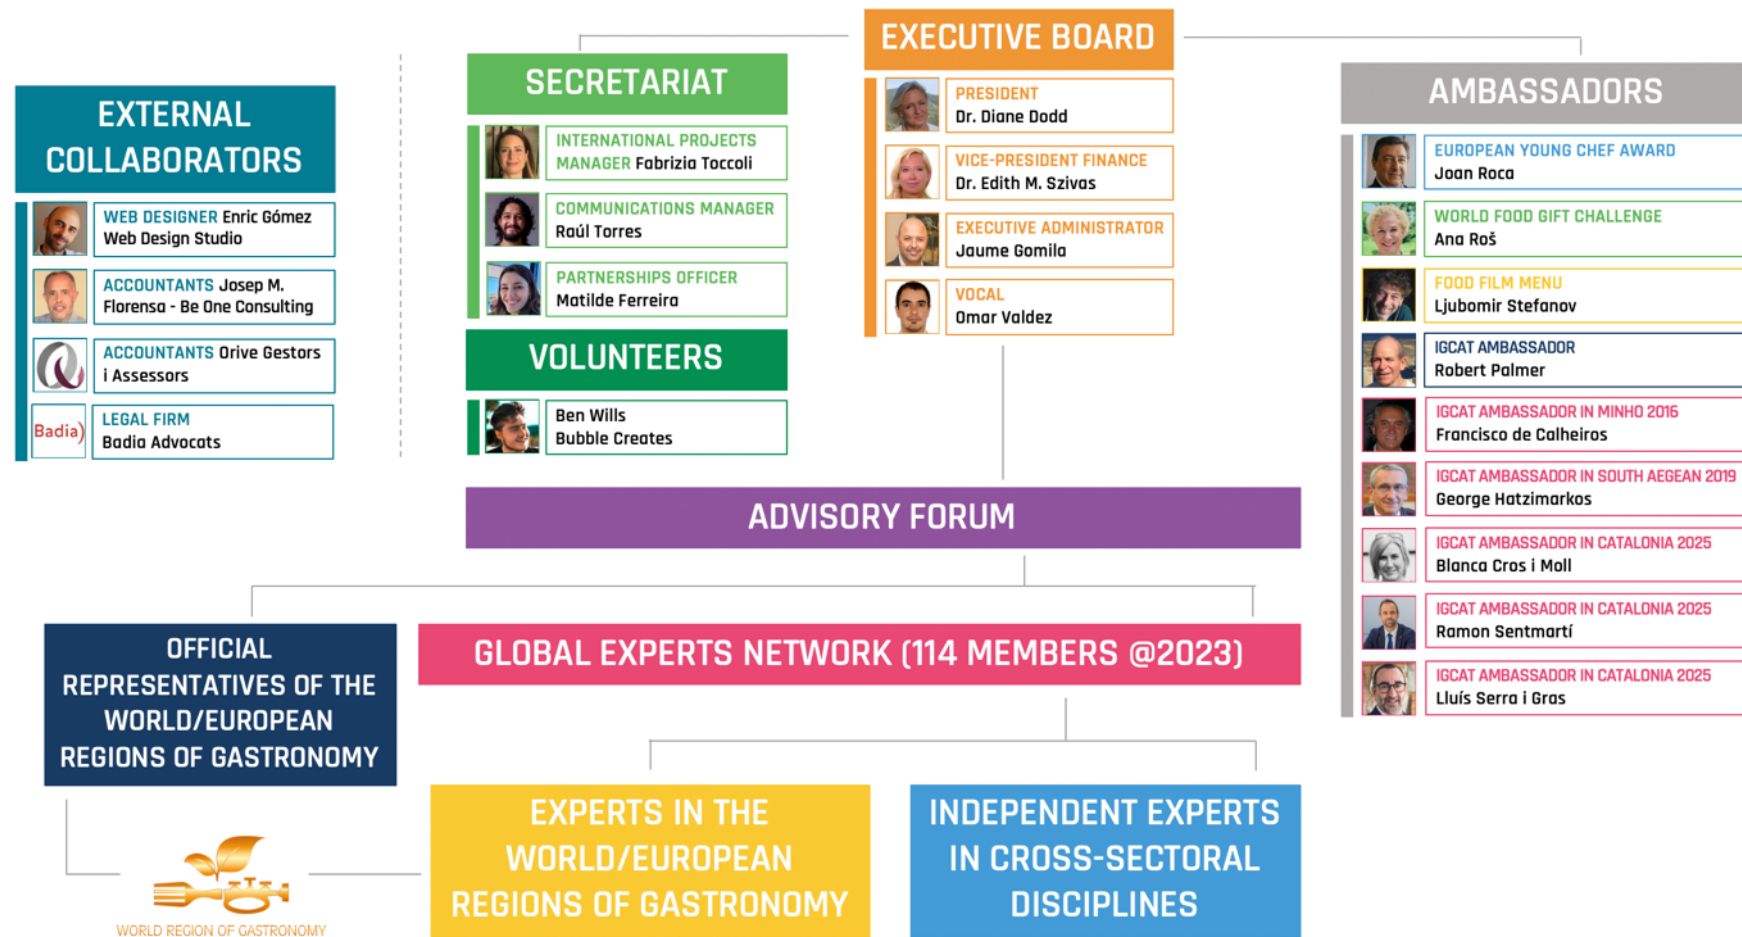 EXECUTIVE BOARD
PRESIDENT
Dr. Diane Dodd
VICE-PRESIDENT FINANCE
Dr. Edith M. Szivas
EXECUTIVE ADMINISTRATOR
Jaume Gomila
VOCAL
Omar Valdez
EXTERNAL
COLLABORATORS
WEB DESIGNER Enric Gómez
Web Design Studio
ACCOUNTANTS Josep M.
Florensa - Be One Consulting
ACCOUNTANTS Orive Gestors
i Assessors
Badia)
LEGAL FIRM
Badia Advocats
SECRETARIAT
INTERNATIONAL PROJECTS
MANAGER Fabrizia Toccoli
COMMUNICATIONS MANAGER
Raúl Torres
PARTNERSHIPS OFFICER
Matilde Ferreira
VOLUNTEERS
Ben Wills
Bubble Creates
AMBASSADORS
EUROPEAN YOUNG CHEF AWARD
Joan Roca
WORLD FOOD GIFT CHALLENGE
Ana Roš
FOOD FILM MENU
Ljubomir Stefanov
IGCAT AMBASSADOR
Robert Palmer
IGCAT AMBASSADOR IN MINHO 2016
Francisco de Calheiros
IGCAT AMBASSADOR IN SOUTH AEGEAN 2019
George Hatzimarkos
IGCAT AMBASSADOR IN CATALONIA 2025
Blanca Cros i Moll
IGCAT AMBASSADOR IN CATALONIA 2025
Ramon Sentmartí
IGCAT AMBASSADOR IN CATALONIA 2025
Lluís Serra i Gras
ADVISORY FORUM
OFFICIAL
REPRESENTATIVES OF THE
WORLD/EUROPEAN
REGIONS OF GASTRONOMY
GLOBAL EXPERTS NETWORK (114 MEMBERS @2023)
EXPERTS IN THE
WORLD/EUROPEAN
REGIONS OF GASTRONOMY
INDEPENDENT EXPERTS
IN CROSS-SECTORAL
DISCIPLINES
WORLD REGION OF GASTRONOMY